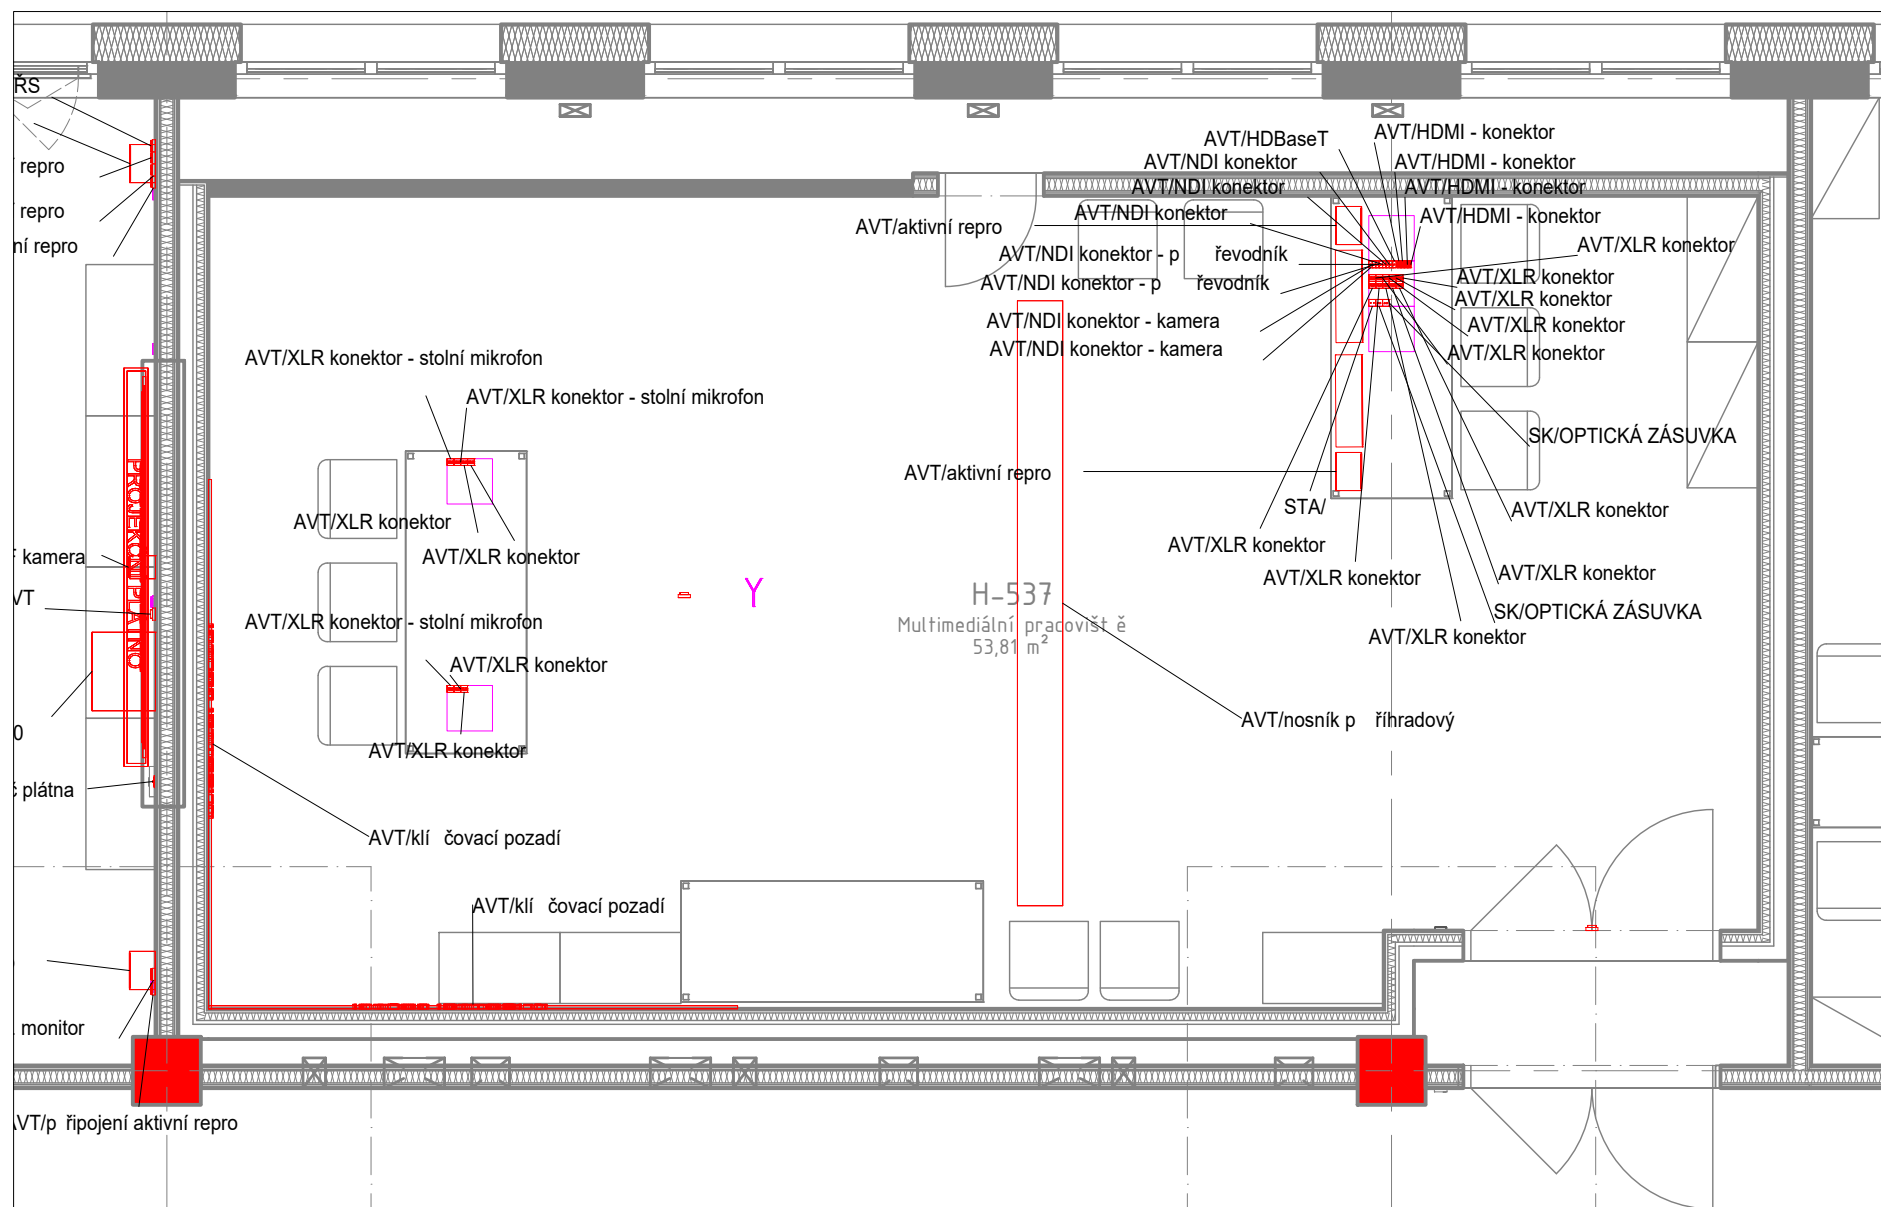 ŘS
repro
repro
ní repro
AVT/HDBaseT
AVT/HDMI - konektor
AVT/NDI konektor
AVT/HDMI - konektor
AVT/NDI konektor
AVT/HDMI - konektor
AVT/NDI konektor
AVT/HDMI - konektor
AVT/aktivní repro
AVT/XLR konektor
AVT/NDI konektor - p řevodník
AVT/NDI konektor - p řevodník
AVT/XLR konektor
AVT/XLR konektor
AVT/NDI konektor - kamera
AVT/XLR konektor
AVT/NDI konektor - kamera
AVT/XLR konektor
AVT/XLR konektor - stolní mikrofon
AVT/XLR konektor - stolní mikrofon
SK/OPTICKÁ ZÁSUVKA
AVT/aktivní repro
STA/
AVT/XLR konektor
AVT/XLR konektor
AVT/XLR konektor
AVT/XLR konektor
kamera
PROJEKČNÍ PLÁTNO
AVT/XLR konektor
AVT/XLR konektor
VT
Y
H-537
Multimediální pracovišt ě
53,81 m²
SK/OPTICKÁ ZÁSUVKA
AVT/XLR konektor - stolní mikrofon
AVT/XLR konektor
AVT/XLR konektor
0
AVT/nosník p říhradový
AVT/XLR konektor
č plátna
AVT/klí čovací pozadí
AVT/klí čovací pozadí
monitor
AVT/p řipojení aktivní repro